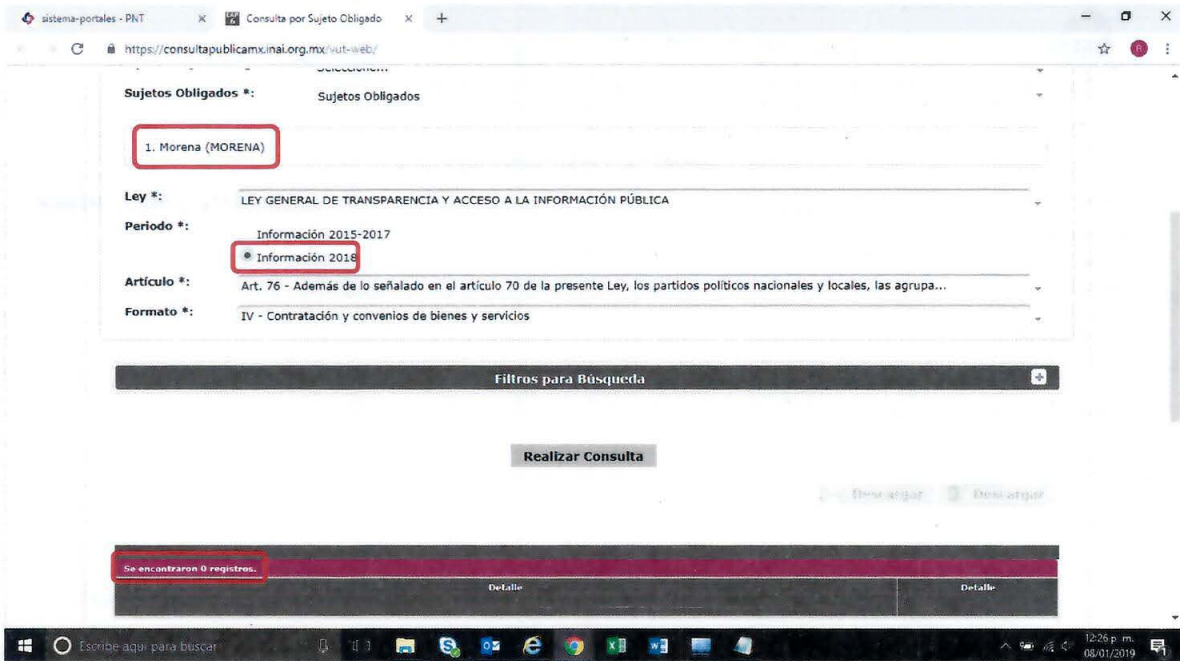 sistema-portales - PNT
Consulta por Sujeto Obligado
https://consultapublicamx.inai.org.mx/vut-web/
Seleccione...
Sujetos Obligados *: Sujetos Obligados
1. Morena (MORENA)
Ley *: LEY GENERAL DE TRANSPARENCIA Y ACCESO A LA INFORMACIÓN PÚBLICA
Periodo *: Información 2015-2017
Información 2018
Artículo *: Art. 76 - Además de lo señalado en el artículo 70 de la presente Ley, los partidos políticos nacionales y locales, las agrupa...
Formato *: IV - Contratación y convenios de bienes y servicios
Filtros para Búsqueda
Realizar Consulta
Descargar Descargar
Se encontraron 0 registros.
Detalle Detalle
Escribe aquí para buscar
12:26 p. m.
08/01/2019